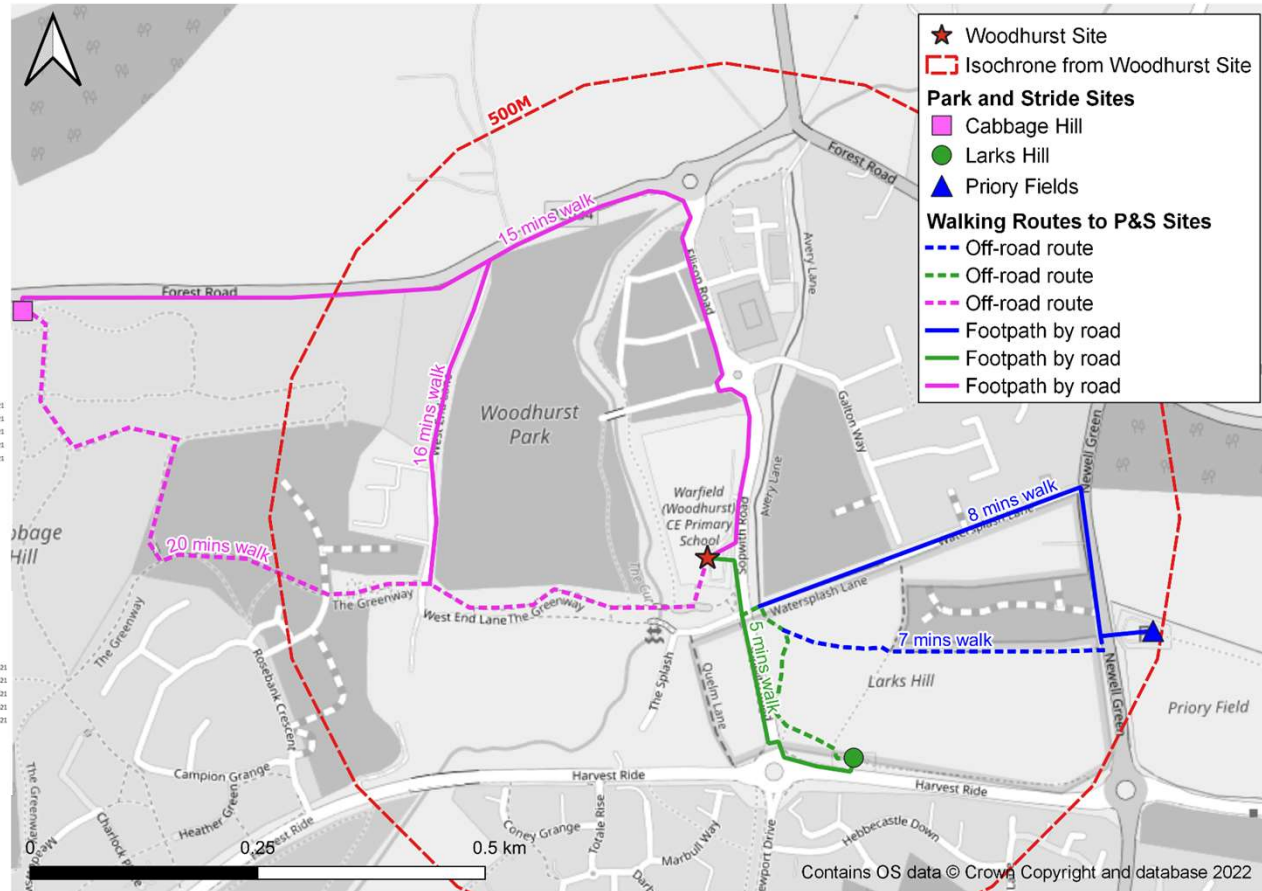 Woodhurst Site
Isochrone from Woodhurst Site
Park and Stride Sites
Cabbage Hill
Larks Hill
Priory Fields
Walking Routes to P&S Sites
Off-road route
Off-road route
Off-road route
Footpath by road
Footpath by road
Footpath by road
500M
Forest Road
15 mins walk
Forest Road
Ellison Road
Avery Lane
16 mins walk
West End Lane
Woodhurst
Park
Galton Way
Newell Green
Warfield
(Woodhurst)
CE Primary
School
Sopwith Road
Avery Lane
8 mins walk
Watersplash Lane
Hill
20 mins walk
The Greenway
West End Lane
The Greenway
Watersplash Lane
The Greenway
Rosebank Crescent
The Splash
Quelm Lane
5 mins walk
7 mins walk
Larks Hill
Newell Green
Priory Field
Campion Grange
Heather Green
Harvest Ride
Harvest Ride
The Greenway
Charlock Place
Coney Grange
Totale Rise
Marbull Way
Hebbecastle Down
0
0.25
0.5 km
Contains OS data © Crown Copyright and database 2022